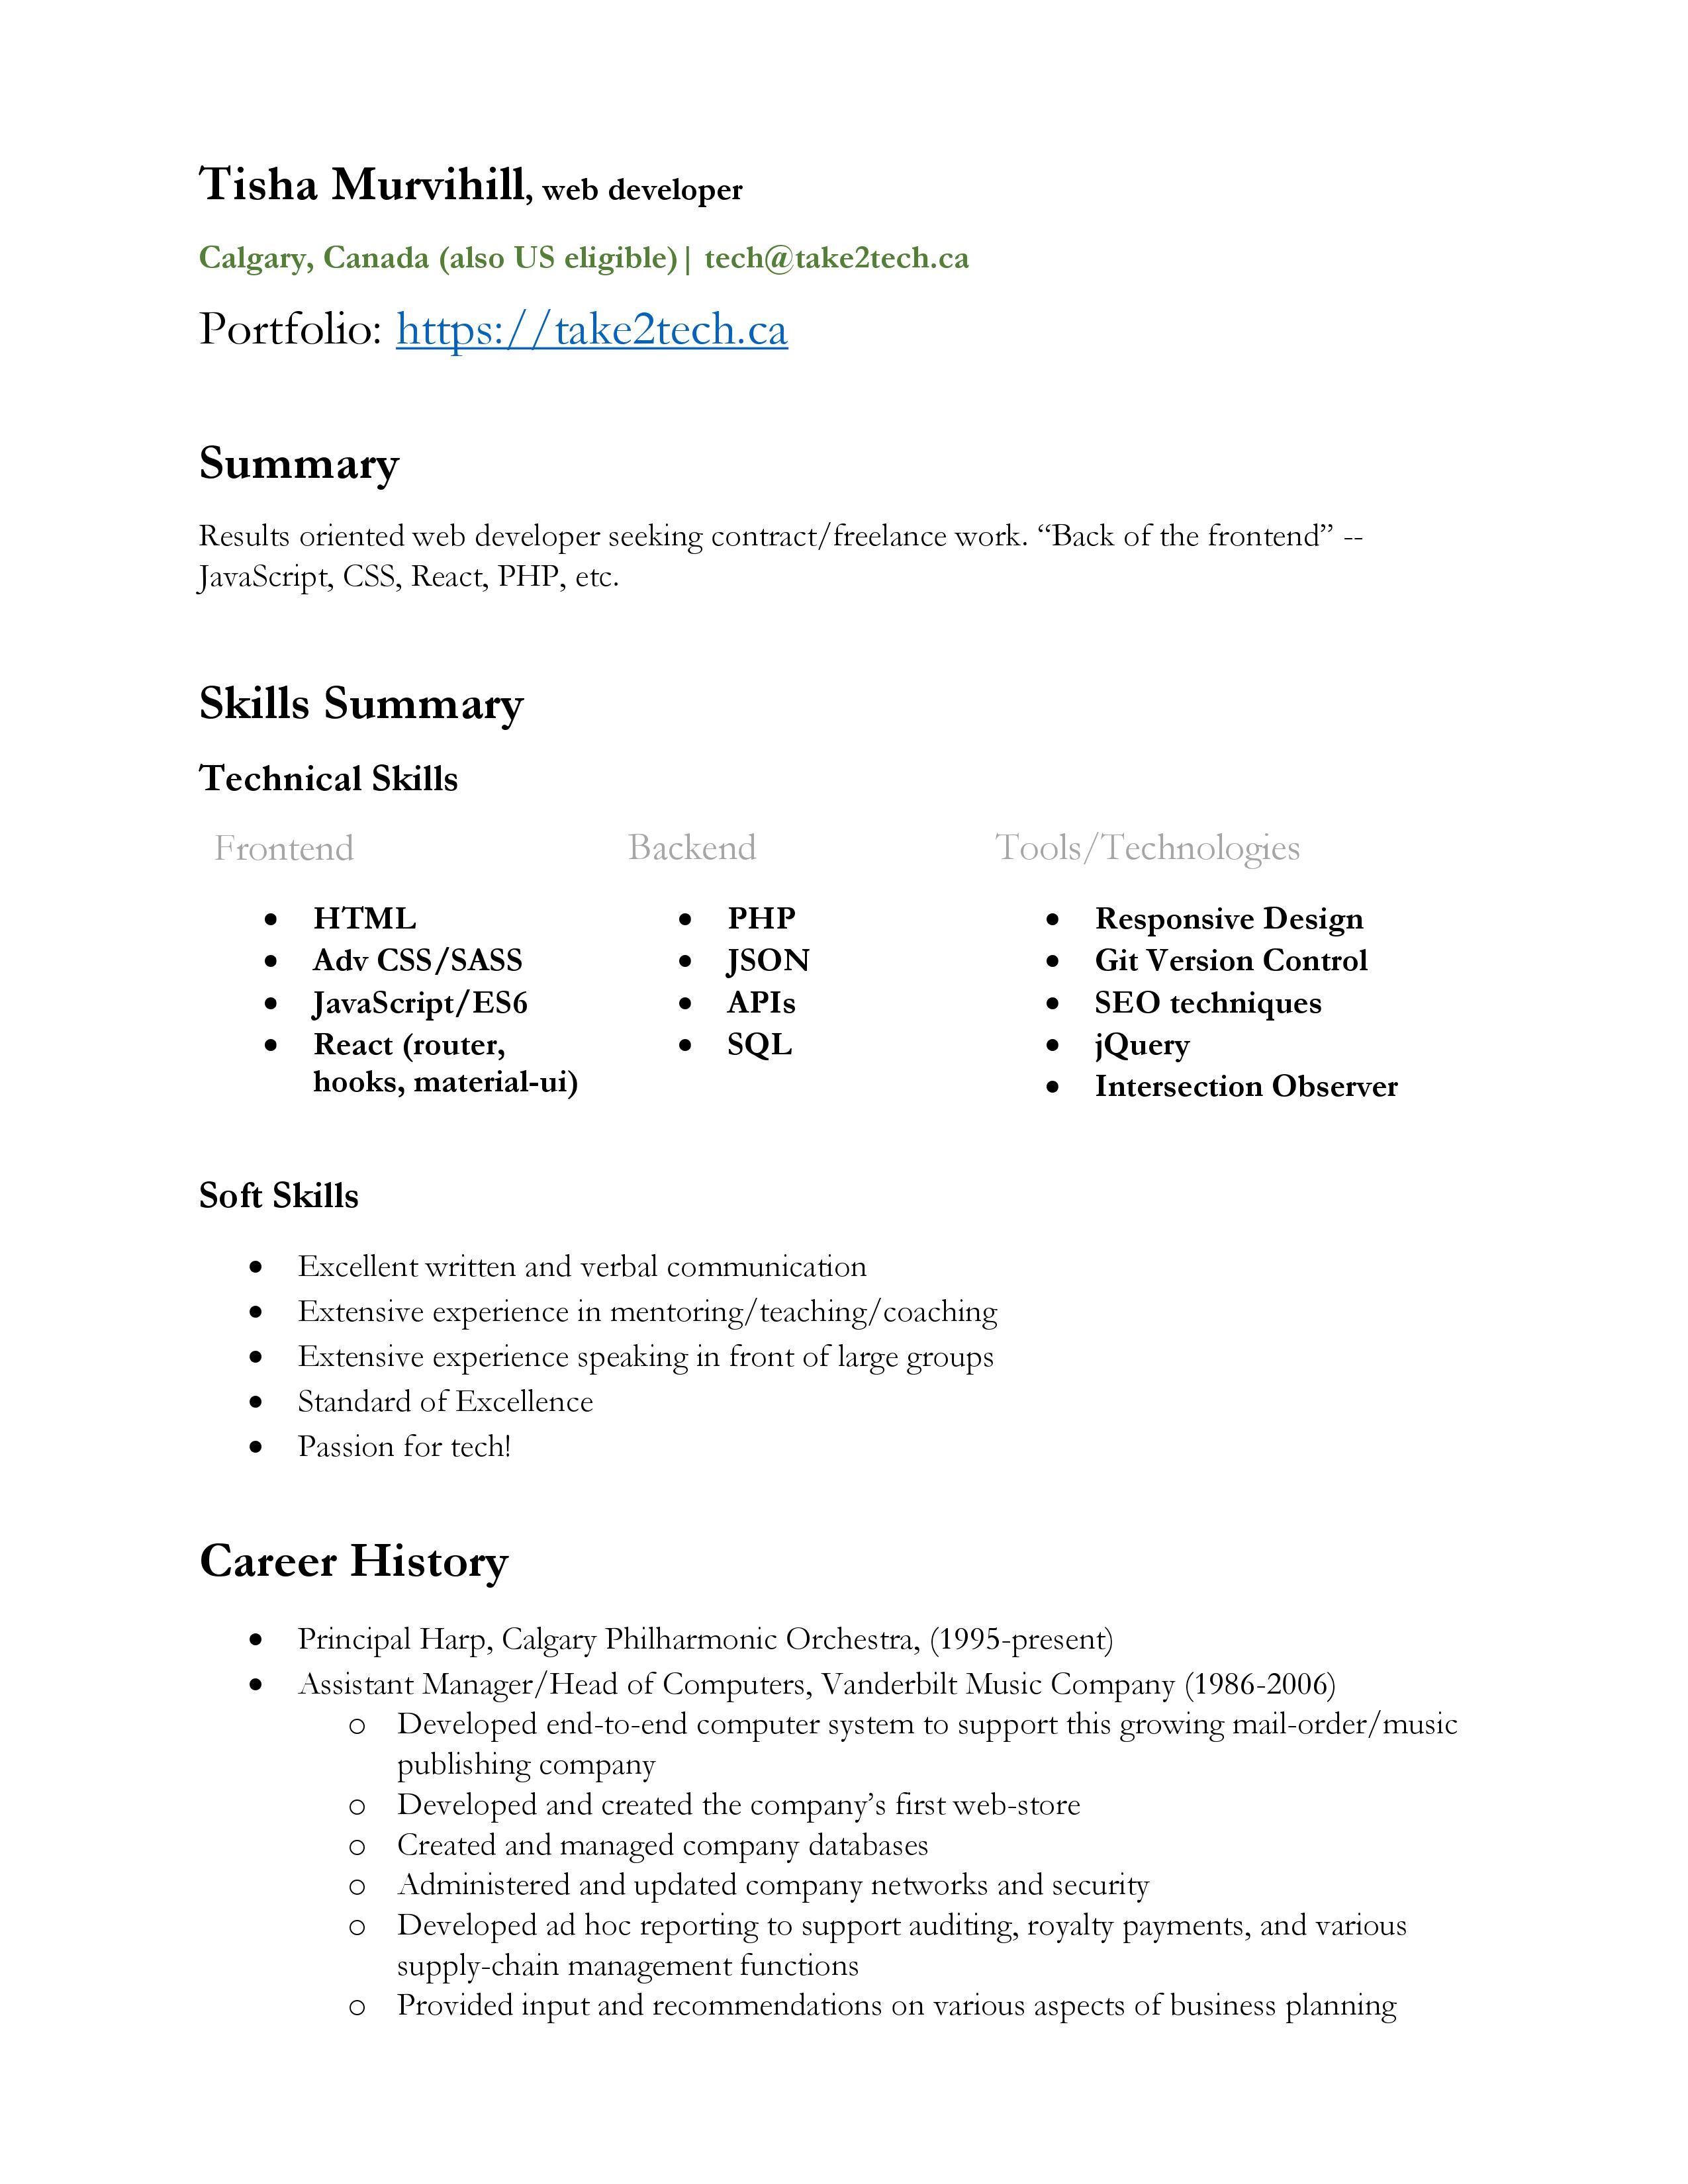 Tisha Murvihill, web developer
Calgary, Canada (also US eligible)| tech@take2tech.ca
Portfolio: https://take2tech.ca
Summary
Results oriented web developer seeking contract/freelance work. “Back of the frontend” --
JavaScript, CSS, React, PHP, etc.
Skills Summary
Technical Skills
Frontend
• HTML
• Adv CSS/SASS
• JavaScript/ES6
• React (router,
hooks, material-ui)
Backend
• PHP
• JSON
• APIs
• SQL
Tools/Technologies
• Responsive Design
• Git Version Control
• SEO techniques
• jQuery
• Intersection Observer
Soft Skills
• Excellent written and verbal communication
• Extensive experience in mentoring/teaching/coaching
• Extensive experience speaking in front of large groups
• Standard of Excellence
• Passion for tech!
Career History
• Principal Harp, Calgary Philharmonic Orchestra, (1995-present)
• Assistant Manager/Head of Computers, Vanderbilt Music Company (1986-2006)
o Developed end-to-end computer system to support this growing mail-order/music
publishing company
o Developed and created the company’s first web-store
o Created and managed company databases
o Administered and updated company networks and security
o Developed ad hoc reporting to support auditing, royalty payments, and various
supply-chain management functions
o Provided input and recommendations on various aspects of business planning